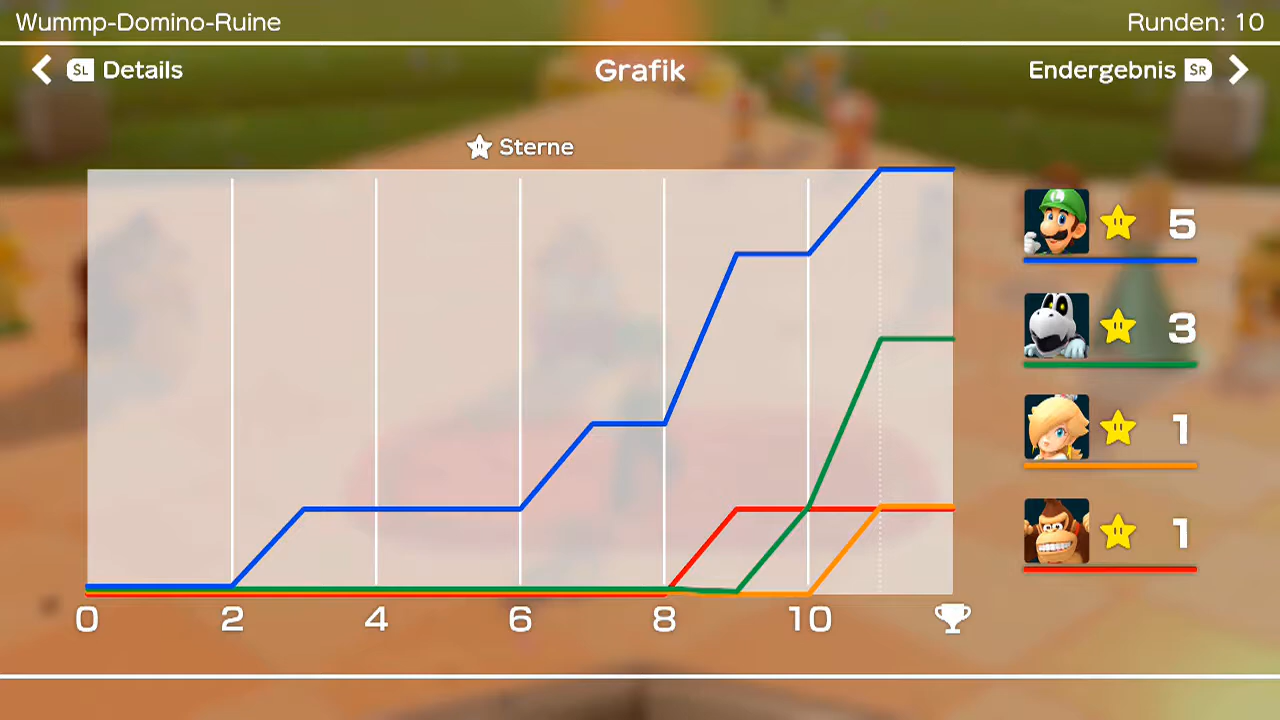 Wummp-Domino-Ruine
Runden: 10
SL Details
Grafik
Endergebnis SR
Sterne
5
3
1
1
0 2 4 6 8 10